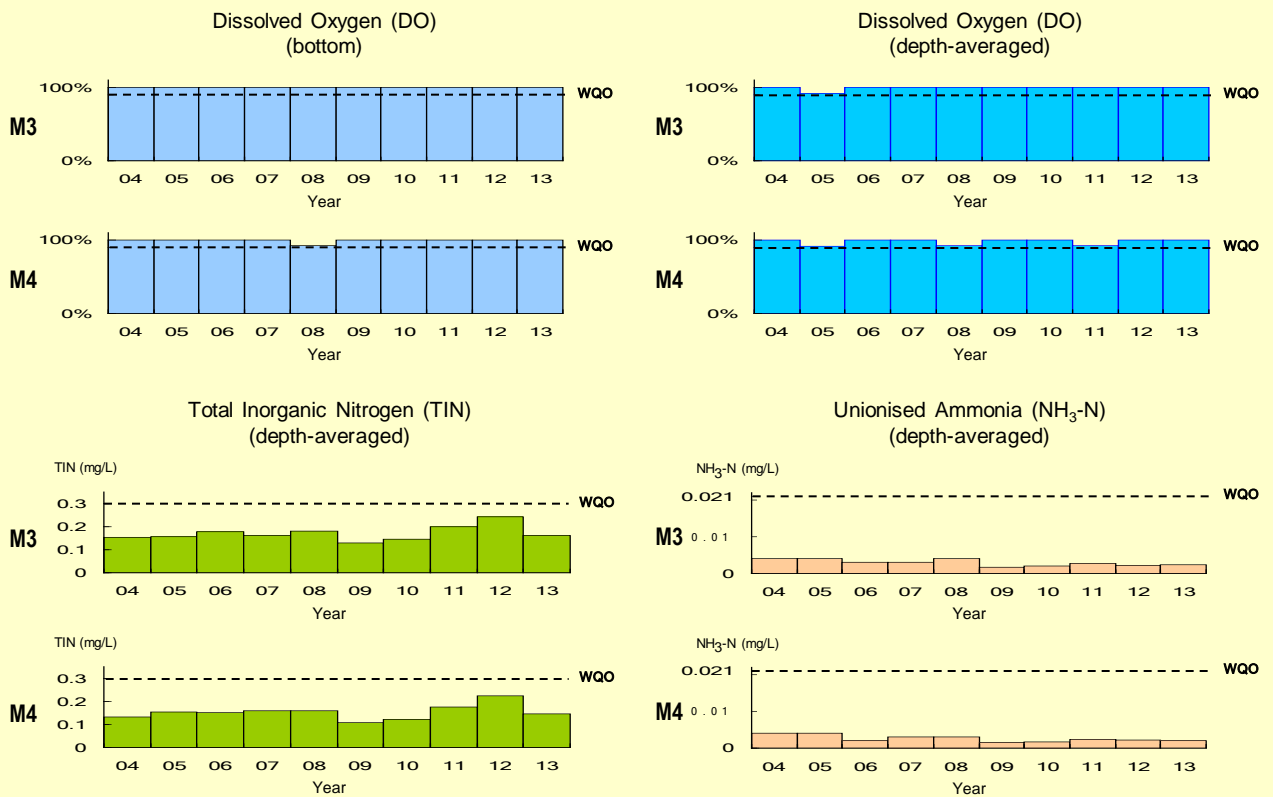 Dissolved Oxygen (DO)
(bottom)
100%
WQO
M3
0%
04 05 06 07 08 09 10 11 12 13
Year
100%
WQO
M4
0%
04 05 06 07 08 09 10 11 12 13
Year
Dissolved Oxygen (DO)
(depth-averaged)
100%
WQO
M3
0%
04 05 06 07 08 09 10 11 12 13
Year
100%
WQO
M4
0%
04 05 06 07 08 09 10 11 12 13
Year
Total Inorganic Nitrogen (TIN)
(depth-averaged)
TIN (mg/L)
0.3
WQO
0.2
M3
0.1
0
04 05 06 07 08 09 10 11 12 13
Year
TIN (mg/L)
0.3
WQO
0.2
M4
0.1
0
04 05 06 07 08 09 10 11 12 13
Year
Unionised Ammonia (NH₃-N)
(depth-averaged)
NH₃-N (mg/L)
0.021
WQO
M3
0.01
0
04 05 06 07 08 09 10 11 12 13
Year
NH₃-N (mg/L)
0.021
WQO
M4
0.01
0
04 05 06 07 08 09 10 11 12 13
Year